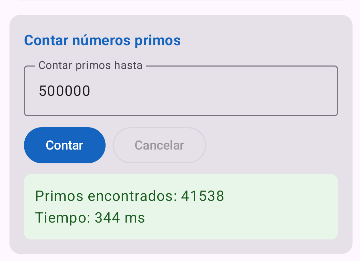 Contar números primos
Contar primos hasta
500000
Contar
Cancelar
Primos encontrados: 41538
Tiempo: 344 ms